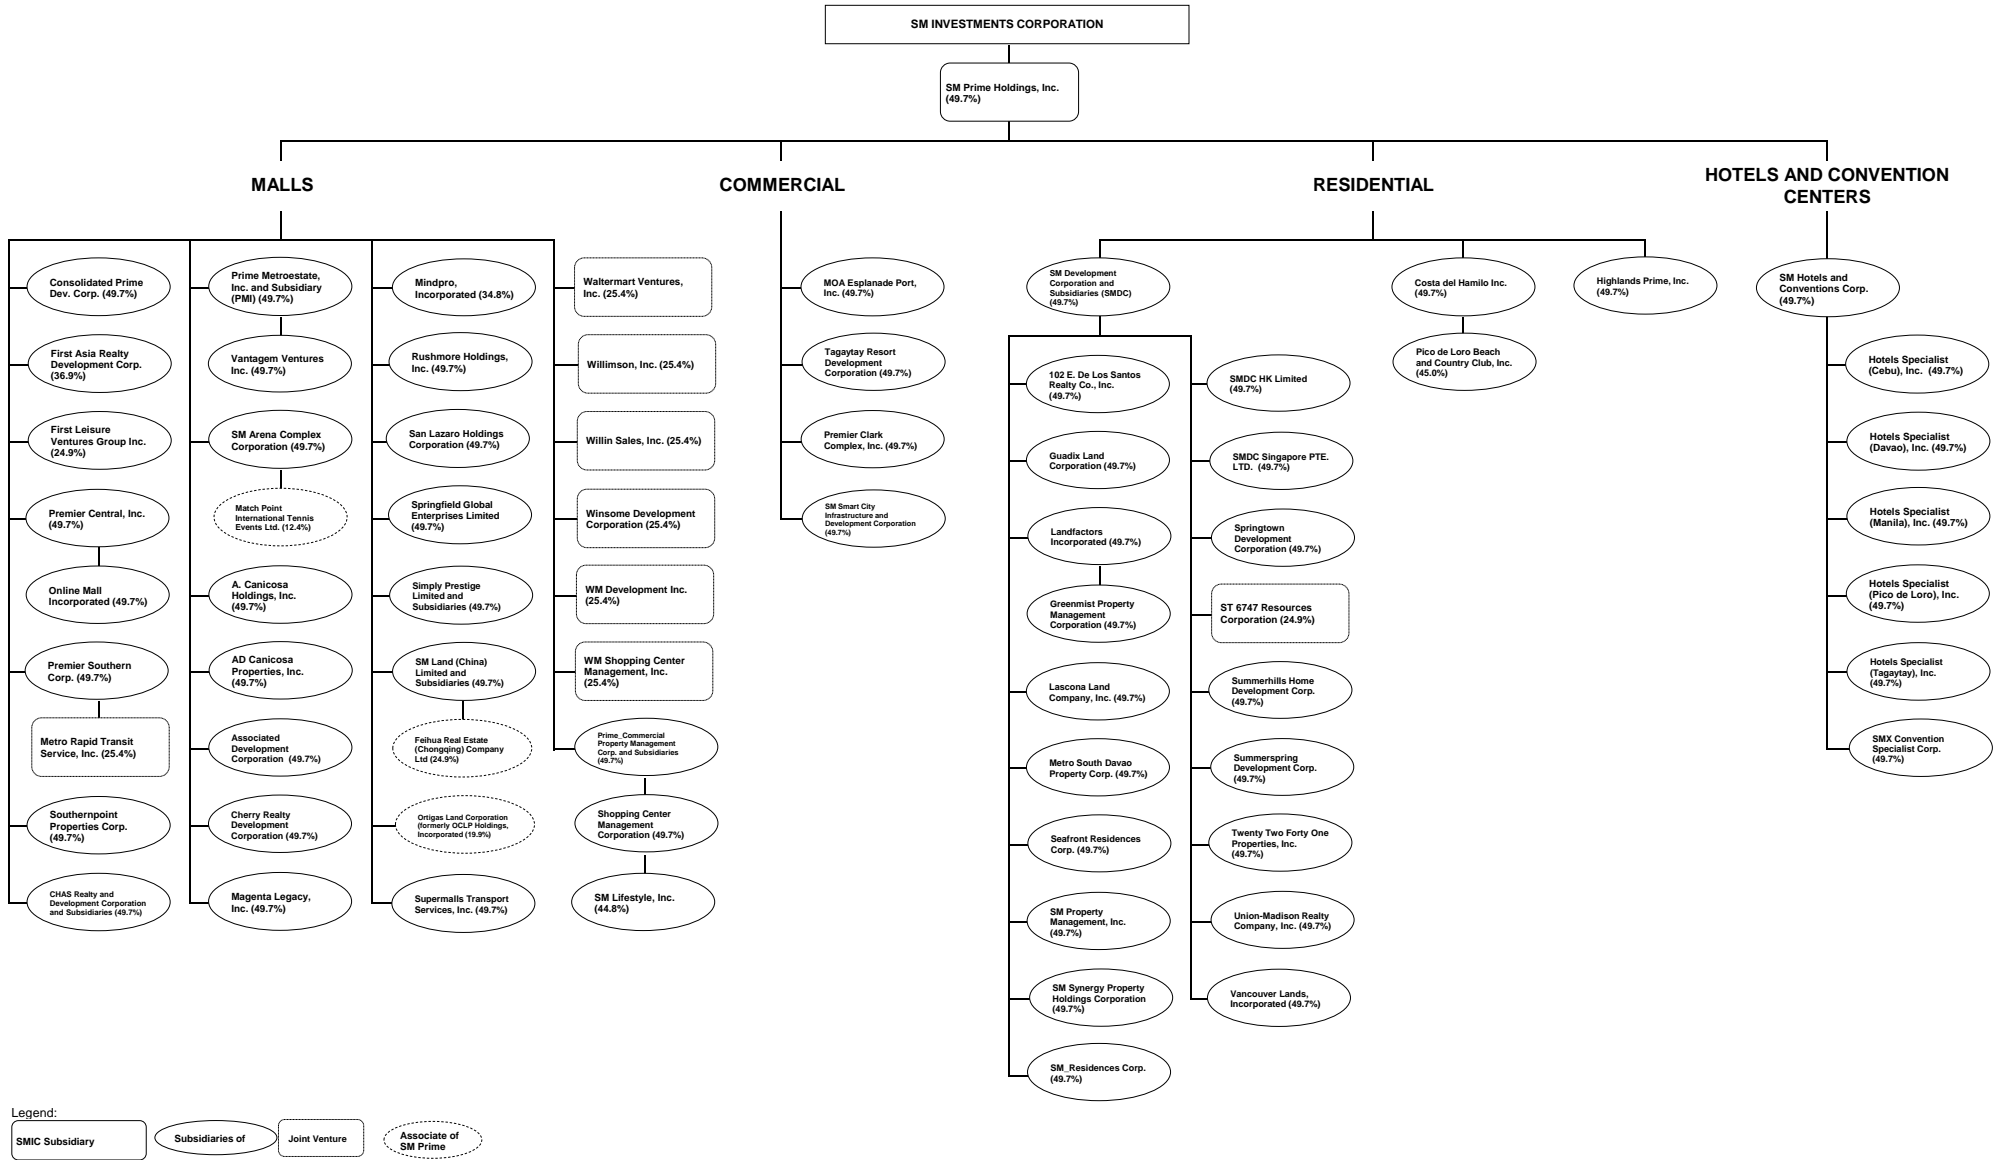 SM INVESTMENTS CORPORATION
SM Prime Holdings, Inc.
(49.7%)
MALLS
COMMERCIAL
RESIDENTIAL
HOTELS AND CONVENTION
CENTERS
Consolidated Prime
Dev. Corp. (49.7%)
First Asia Realty
Development Corp.
(36.9%)
First Leisure
Ventures Group Inc.
(24.9%)
Premier Central, Inc.
(49.7%)
Online Mall
Incorporated (49.7%)
Premier Southern
Corp. (49.7%)
Metro Rapid Transit
Service, Inc. (25.4%)
Southernpoint
Properties Corp.
(49.7%)
CHAS Realty and
Development Corporation
and Subsidiaries (49.7%)
Prime Metroestate,
Inc. and Subsidiary
(PMI) (49.7%)
Vantagem Ventures
Inc. (49.7%)
SM Arena Complex
Corporation (49.7%)
Match Point
International Tennis
Events Ltd. (12.4%)
A. Canicosa
Holdings, Inc.
(49.7%)
AD Canicosa
Properties, Inc.
(49.7%)
Associated
Development
Corporation (49.7%)
Cherry Realty
Development
Corporation (49.7%)
Magenta Legacy,
Inc. (49.7%)
Mindpro,
Incorporated (34.8%)
Rushmore Holdings,
Inc. (49.7%)
San Lazaro Holdings
Corporation (49.7%)
Springfield Global
Enterprises Limited
(49.7%)
Simply Prestige
Limited and
Subsidiaries (49.7%)
SM Land (China)
Limited and
Subsidiaries (49.7%)
Feihua Real Estate
(Chongqing) Company
Ltd (24.9%)
Ortigas Land Corporation
(formerly OCLP Holdings,
Incorporated (19.9%)
Supermalls Transport
Services, Inc. (49.7%)
Waltermart Ventures,
Inc. (25.4%)
Willimson, Inc. (25.4%)
Willin Sales, Inc. (25.4%)
Winsome Development
Corporation (25.4%)
WM Development Inc.
(25.4%)
WM Shopping Center
Management, Inc.
(25.4%)
Prime_Commercial
Property Management
Corp. and Subsidiaries
(49.7%)
Shopping Center
Management
Corporation (49.7%)
SM Lifestyle, Inc.
(44.8%)
MOA Esplanade Port,
Inc. (49.7%)
Tagaytay Resort
Development
Corporation (49.7%)
Premier Clark
Complex, Inc. (49.7%)
SM Smart City
Infrastructure and
Development Corporation
(49.7%)
SM Development
Corporation and
Subsidiaries (SMDC)
(49.7%)
102 E. De Los Santos
Realty Co., Inc.
(49.7%)
Guadix Land
Corporation (49.7%)
Landfactors
Incorporated (49.7%)
Greenmist Property
Management
Corporation (49.7%)
Lascona Land
Company, Inc. (49.7%)
Metro South Davao
Property Corp. (49.7%)
Seafront Residences
Corp. (49.7%)
SM Property
Management, Inc.
(49.7%)
SM Synergy Property
Holdings Corporation
(49.7%)
SM_Residences Corp.
(49.7%)
SMDC HK Limited
(49.7%)
SMDC Singapore PTE.
LTD. (49.7%)
Springtown
Development
Corporation (49.7%)
ST 6747 Resources
Corporation (24.9%)
Summerhills Home
Development Corp.
(49.7%)
Summerspring
Development Corp.
(49.7%)
Twenty Two Forty One
Properties, Inc.
(49.7%)
Union-Madison Realty
Company, Inc. (49.7%)
Vancouver Lands,
Incorporated (49.7%)
Costa del Hamilo Inc.
(49.7%)
Pico de Loro Beach
and Country Club, Inc.
(45.0%)
Highlands Prime, Inc.
(49.7%)
SM Hotels and
Conventions Corp.
(49.7%)
Hotels Specialist
(Cebu), Inc. (49.7%)
Hotels Specialist
(Davao), Inc. (49.7%)
Hotels Specialist
(Manila), Inc. (49.7%)
Hotels Specialist
(Pico de Loro), Inc.
(49.7%)
Hotels Specialist
(Tagaytay), Inc.
(49.7%)
SMX Convention
Specialist Corp.
(49.7%)
Legend:
SMIC Subsidiary
Subsidiaries of
Joint Venture
Associate of
SM Prime